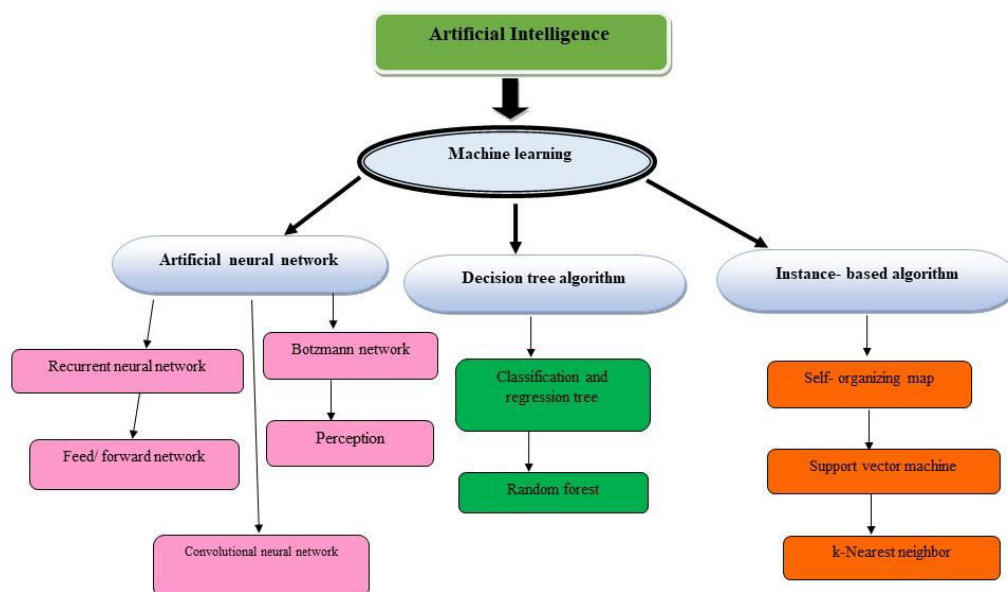 Artificial Intelligence
Machine learning
Artificial neural network
Decision tree algorithm
Instance- based algorithm
Recurrent neural network
Feed/ forward network
Botzmann network
Perception
Convolutional neural network
Classification and
regression tree
Random forest
Self- organizing map
Support vector machine
k-Nearest neighbor